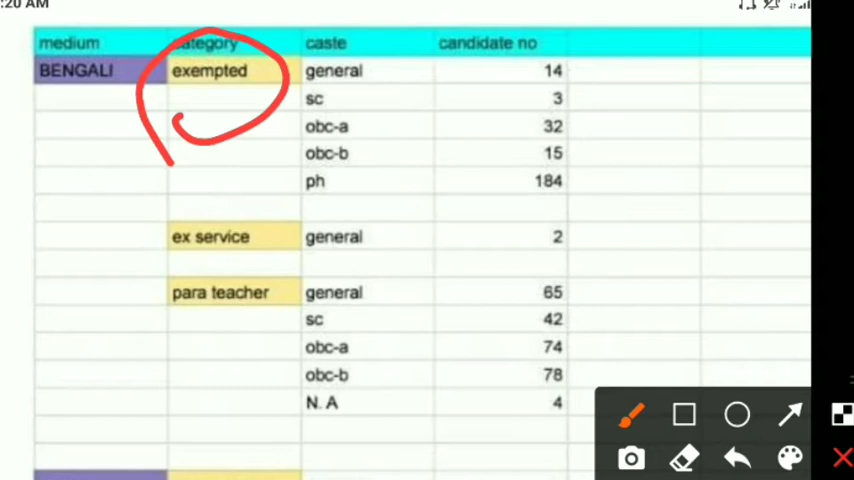 :20 AM
medium category caste candidate no
BENGALI exempted general 14
sc 3
obc-a 32
obc-b 15
ph 184
ex service general 2
para teacher general 65
sc 42
obc-a 74
obc-b 78
N. A 4